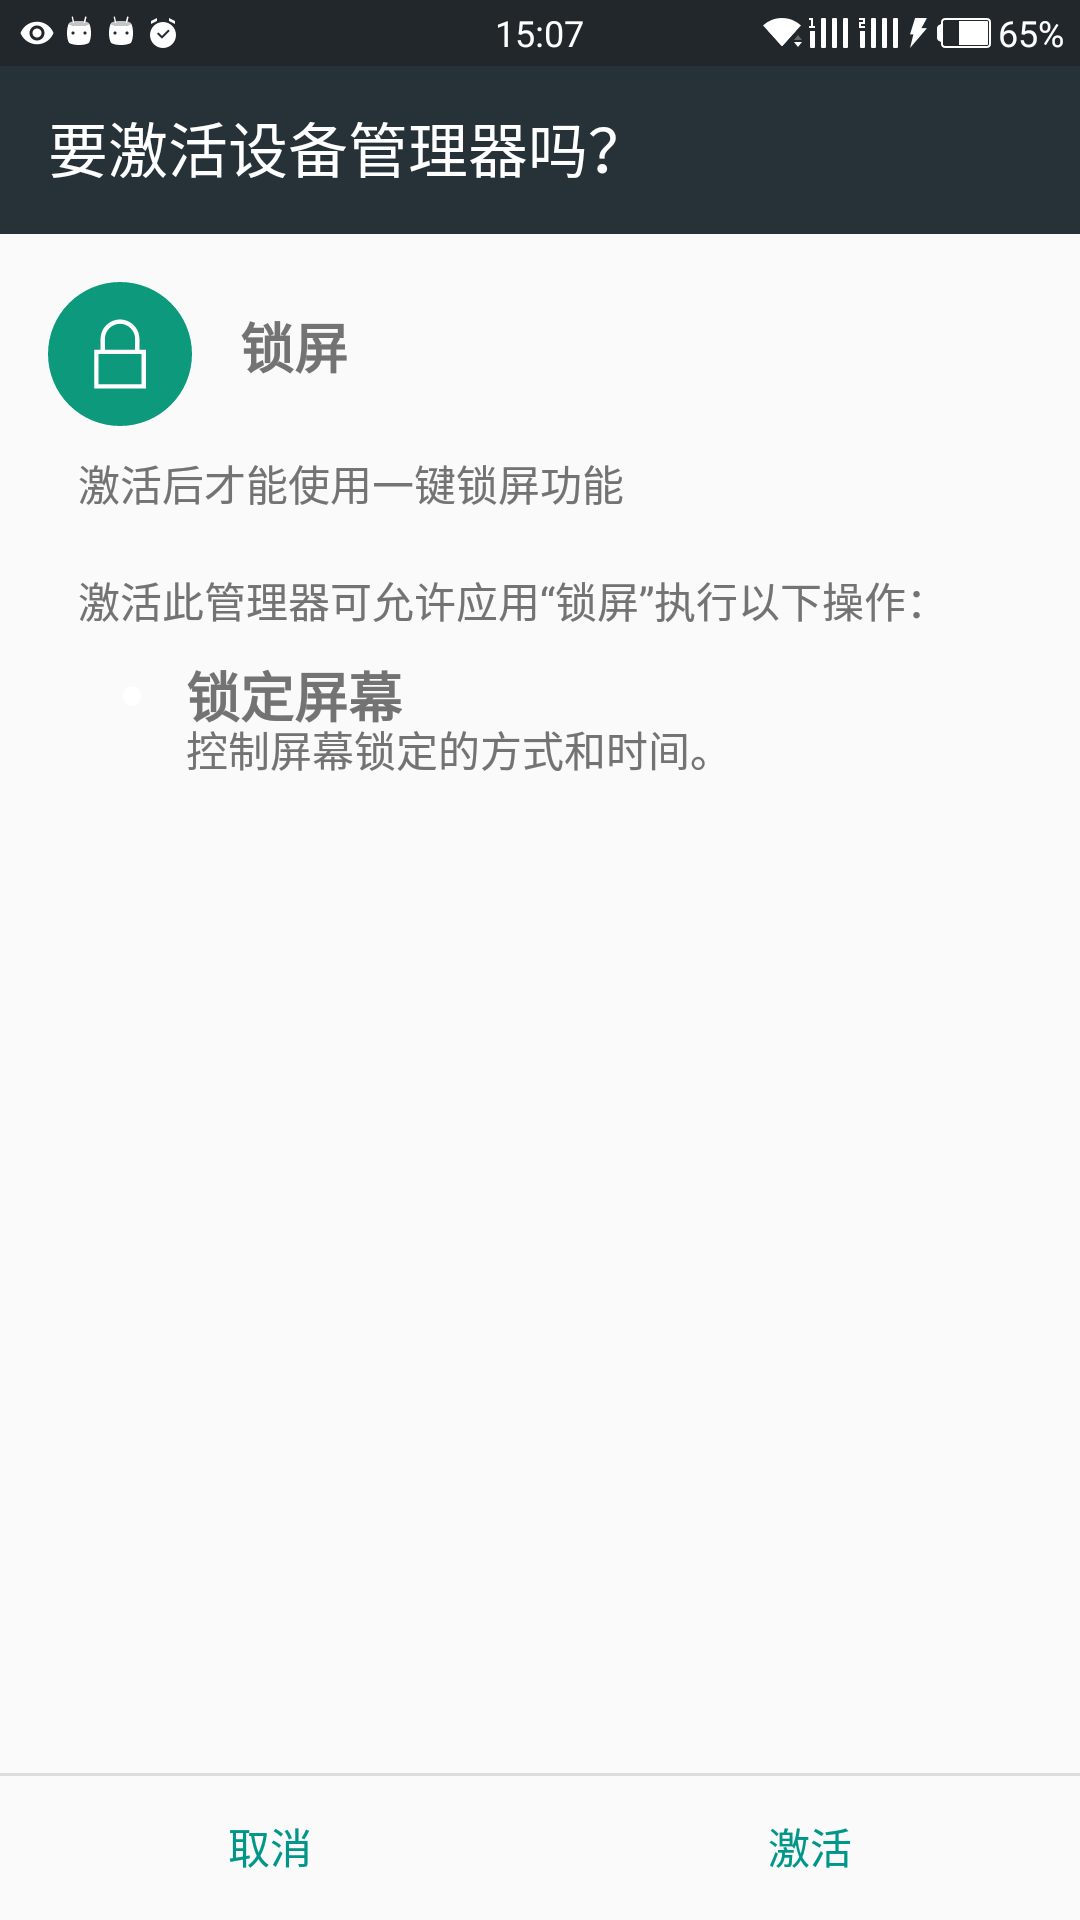 15:07
1
2
65%
要激活设备管理器吗？
锁屏
激活后才能使用一键锁屏功能
激活此管理器可允许应用“锁屏”执行以下操作：
锁定屏幕
控制屏幕锁定的方式和时间。
取消
激活